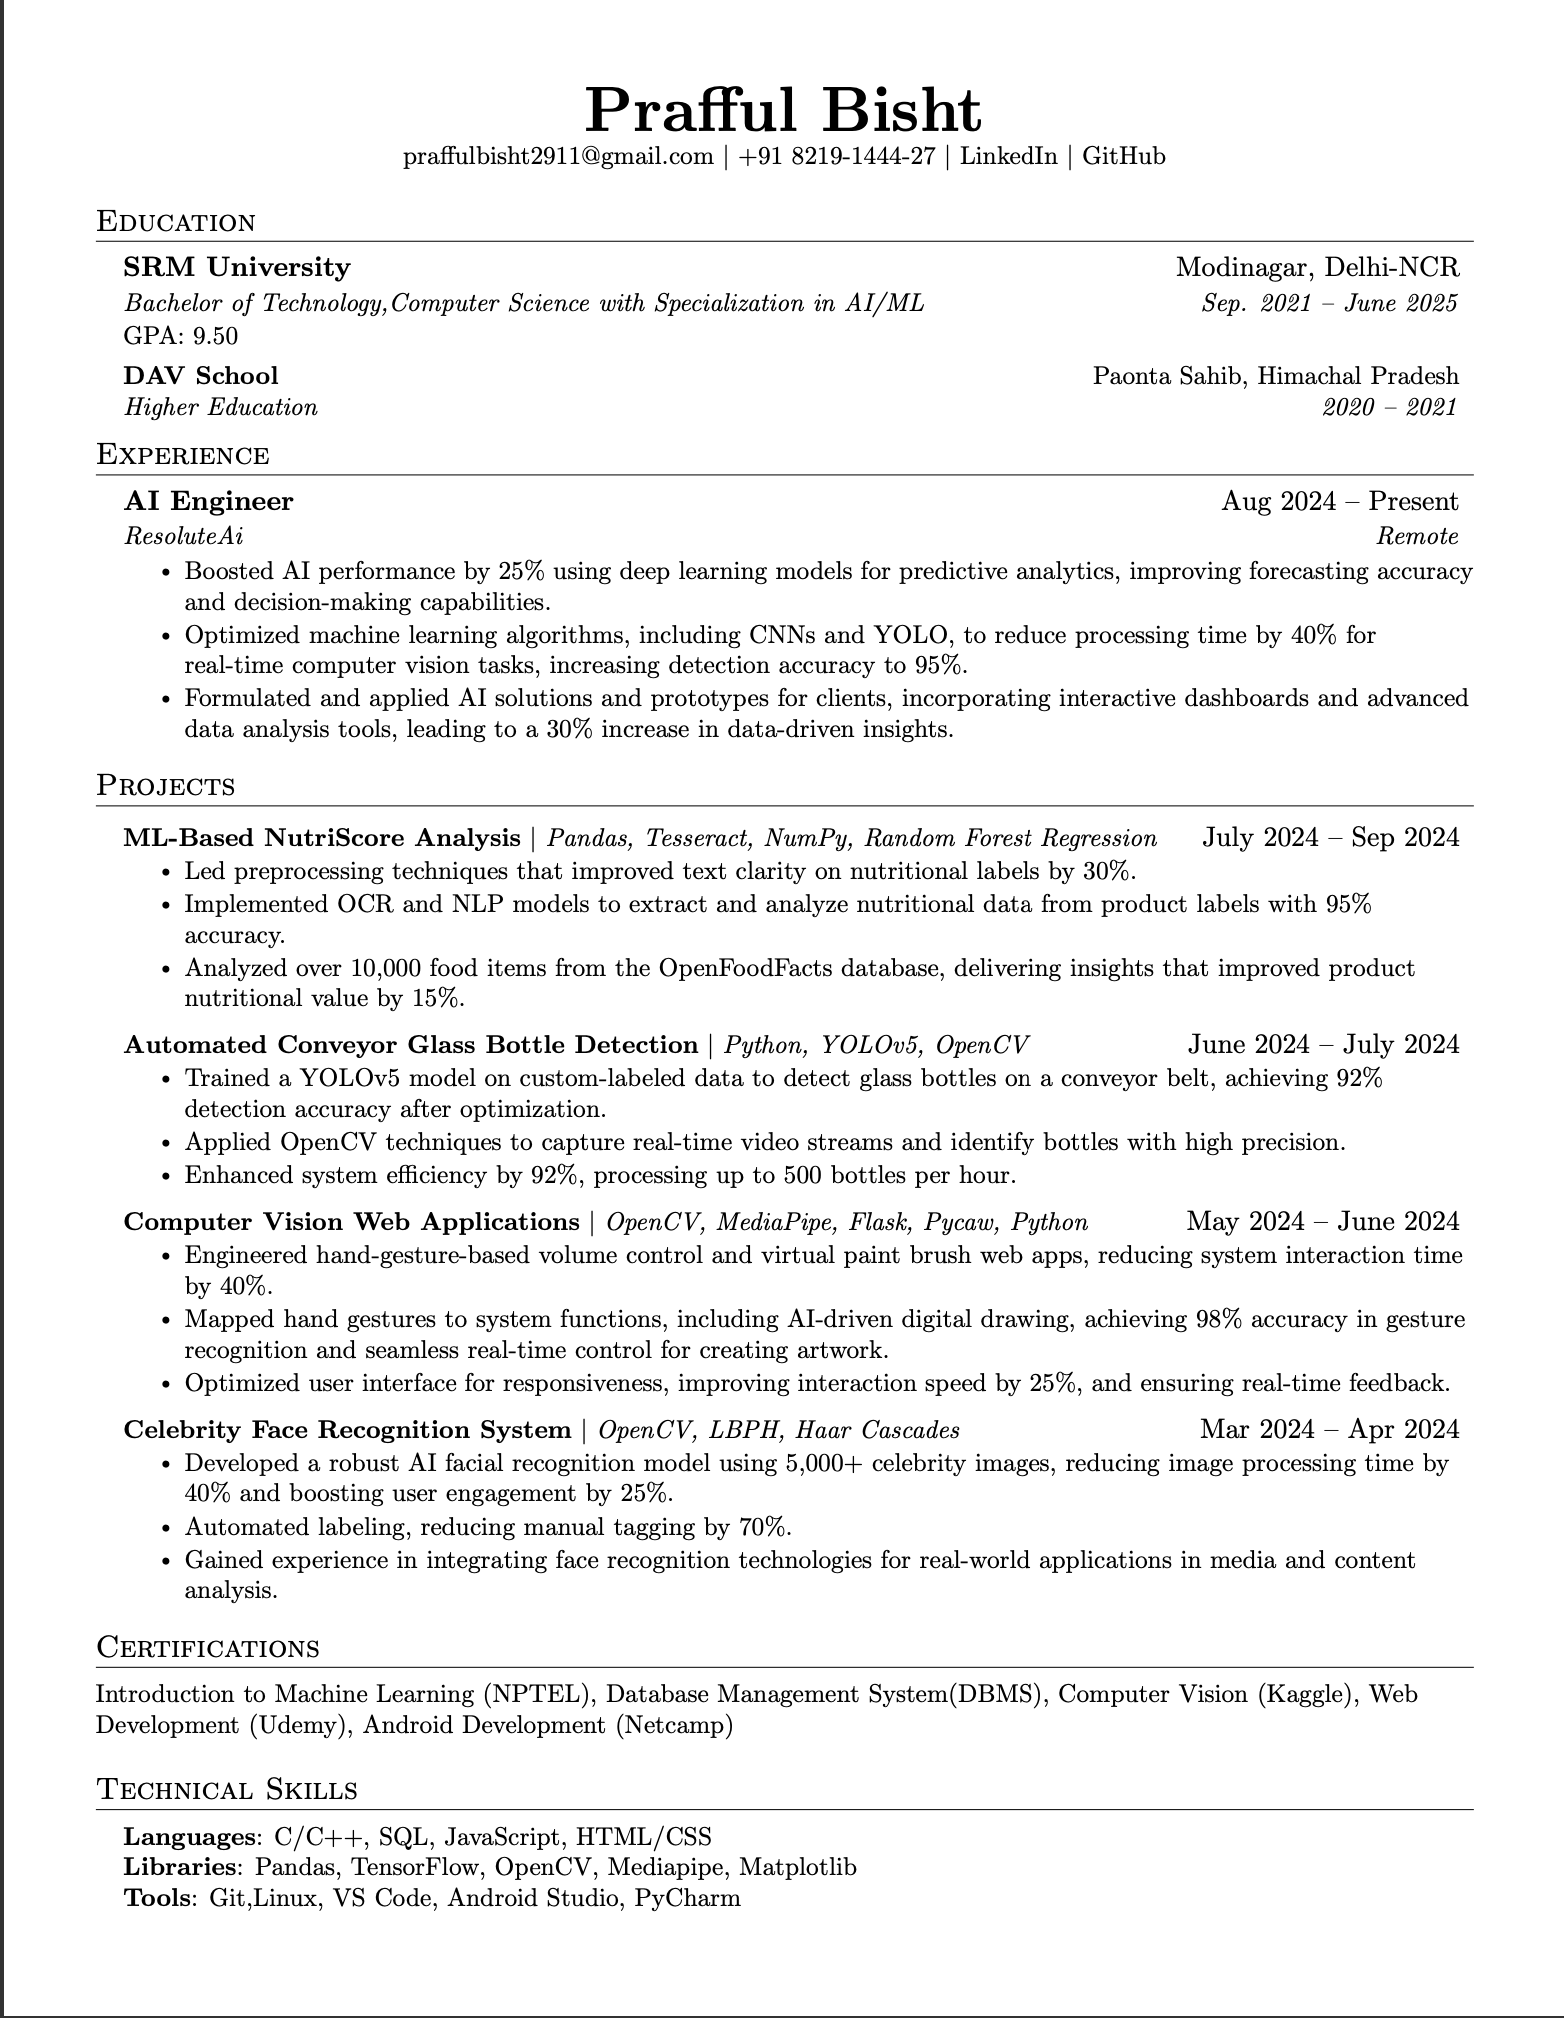 Prafful Bisht
praffulbisht2911@gmail.com | +91 8219-1444-27 | LinkedIn | GitHub
Education
SRM University Modinagar, Delhi-NCR
Bachelor of Technology,Computer Science with Specialization in AI/ML Sep. 2021 – June 2025
GPA: 9.50
DAV School Paonta Sahib, Himachal Pradesh
Higher Education 2020 – 2021
Experience
AI Engineer Aug 2024 – Present
ResoluteAi Remote
• Boosted AI performance by 25% using deep learning models for predictive analytics, improving forecasting accuracy
and decision-making capabilities.
• Optimized machine learning algorithms, including CNNs and YOLO, to reduce processing time by 40% for
real-time computer vision tasks, increasing detection accuracy to 95%.
• Formulated and applied AI solutions and prototypes for clients, incorporating interactive dashboards and advanced
data analysis tools, leading to a 30% increase in data-driven insights.
Projects
ML-Based NutriScore Analysis | Pandas, Tesseract, NumPy, Random Forest Regression July 2024 – Sep 2024
• Led preprocessing techniques that improved text clarity on nutritional labels by 30%.
• Implemented OCR and NLP models to extract and analyze nutritional data from product labels with 95%
accuracy.
• Analyzed over 10,000 food items from the OpenFoodFacts database, delivering insights that improved product
nutritional value by 15%.
Automated Conveyor Glass Bottle Detection | Python, YOLOv5, OpenCV June 2024 – July 2024
• Trained a YOLOv5 model on custom-labeled data to detect glass bottles on a conveyor belt, achieving 92%
detection accuracy after optimization.
• Applied OpenCV techniques to capture real-time video streams and identify bottles with high precision.
• Enhanced system efficiency by 92%, processing up to 500 bottles per hour.
Computer Vision Web Applications | OpenCV, MediaPipe, Flask, Pycaw, Python May 2024 – June 2024
• Engineered hand-gesture-based volume control and virtual paint brush web apps, reducing system interaction time
by 40%.
• Mapped hand gestures to system functions, including AI-driven digital drawing, achieving 98% accuracy in gesture
recognition and seamless real-time control for creating artwork.
• Optimized user interface for responsiveness, improving interaction speed by 25%, and ensuring real-time feedback.
Celebrity Face Recognition System | OpenCV, LBPH, Haar Cascades Mar 2024 – Apr 2024
• Developed a robust AI facial recognition model using 5,000+ celebrity images, reducing image processing time by
40% and boosting user engagement by 25%.
• Automated labeling, reducing manual tagging by 70%.
• Gained experience in integrating face recognition technologies for real-world applications in media and content
analysis.
Certifications
Introduction to Machine Learning (NPTEL), Database Management System(DBMS), Computer Vision (Kaggle), Web
Development (Udemy), Android Development (Netcamp)
Technical Skills
Languages: C/C++, SQL, JavaScript, HTML/CSS
Libraries: Pandas, TensorFlow, OpenCV, Mediapipe, Matplotlib
Tools: Git,Linux, VS Code, Android Studio, PyCharm